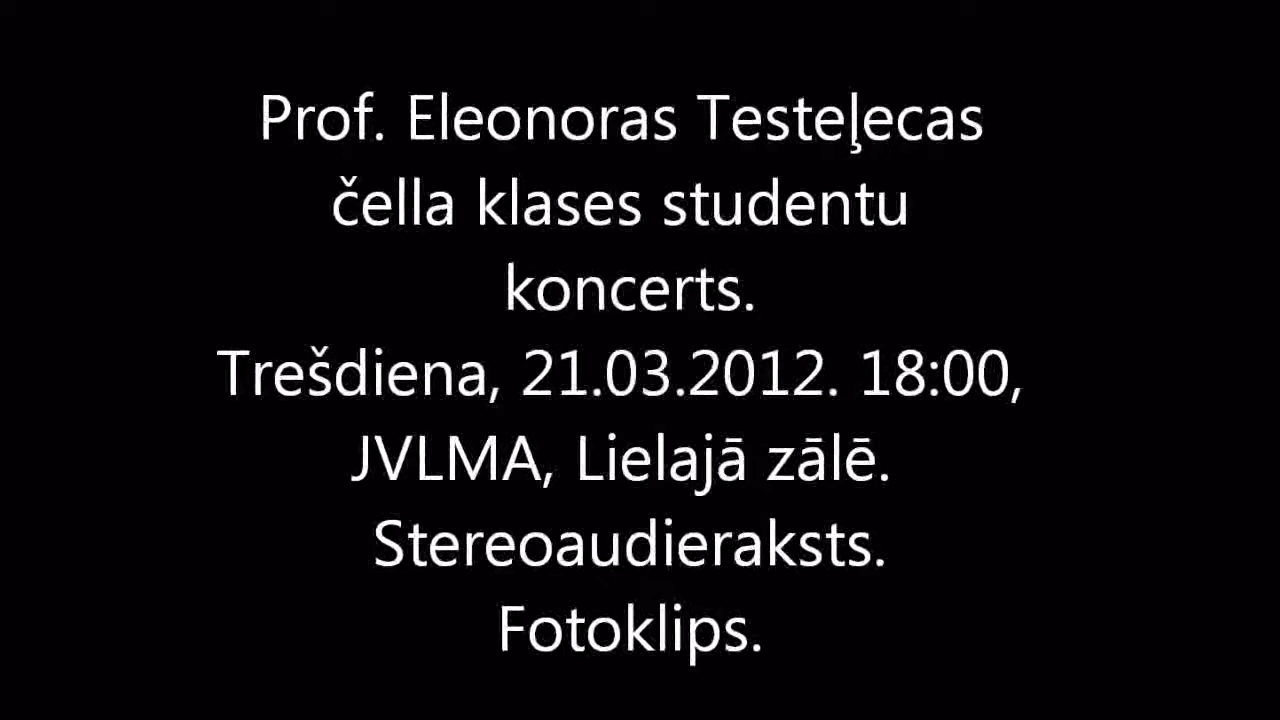 Prof. Eleonoras Testeļecas
čella klases studentu
koncerts.
Trešdiena, 21.03.2012. 18:00,
JVLMA, Lielajā zālē.
Stereoaudieraksts.
Fotoklips.